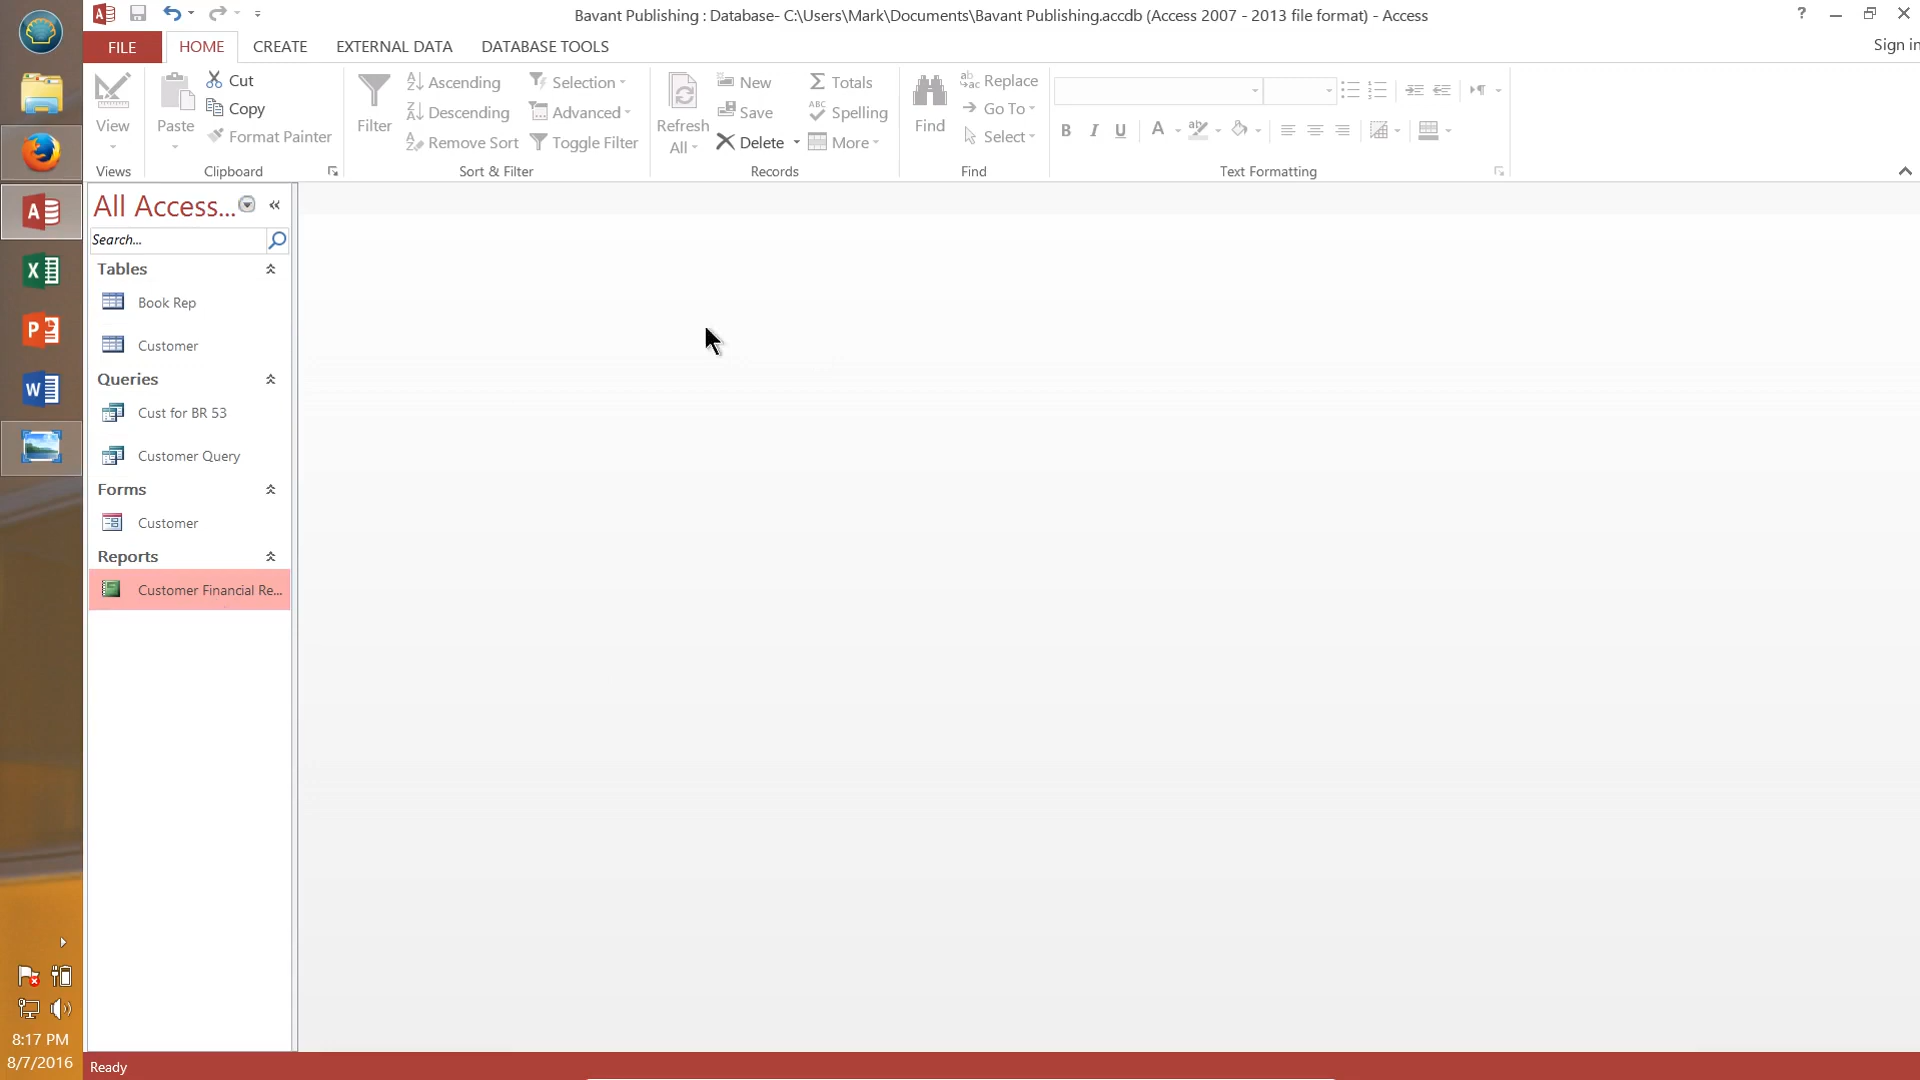 Bavant Publishing : Database- C:\Users\Mark\Documents\Bavant Publishing.accdb (Access 2007 - 2013 file format) - Access
?
FILE HOME CREATE EXTERNAL DATA DATABASE TOOLS
Sign in
View
Views
Paste
Cut
Copy
Format Painter
Clipboard
Filter
Ascending
Descending
Remove Sort
Selection
Advanced
Toggle Filter
Sort & Filter
Refresh
All
New
Save
Delete
Totals
Spelling
More
Records
Find
Replace
Go To
Select
Find
B I U A
Text Formatting
All Access...
Search...
Tables
Book Rep
Customer
Queries
Cust for BR 53
Customer Query
Forms
Customer
Reports
Customer Financial Re...
8:17 PM
8/7/2016
Ready